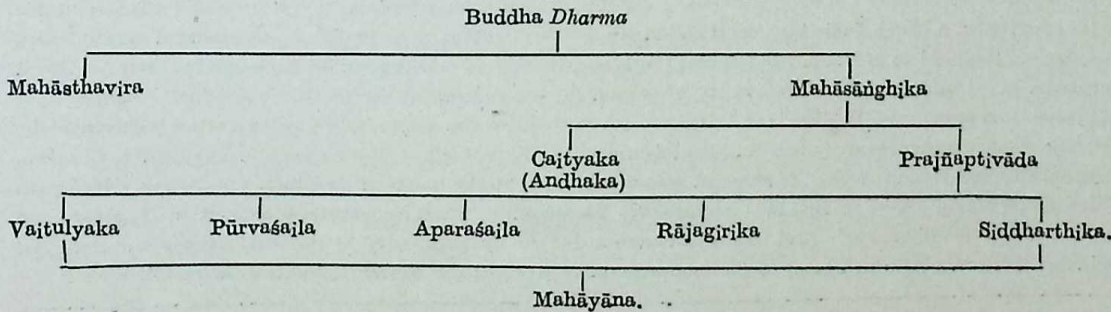 Buddha Dharma
Mahāsthavira Mahāsāṅghika
Caityaka Prajñaptivāda
(Andhaka)
Vaitulyaka Pūrvaśaila Aparaśaila Rājagirika Siddharthika.
Mahāyāna.